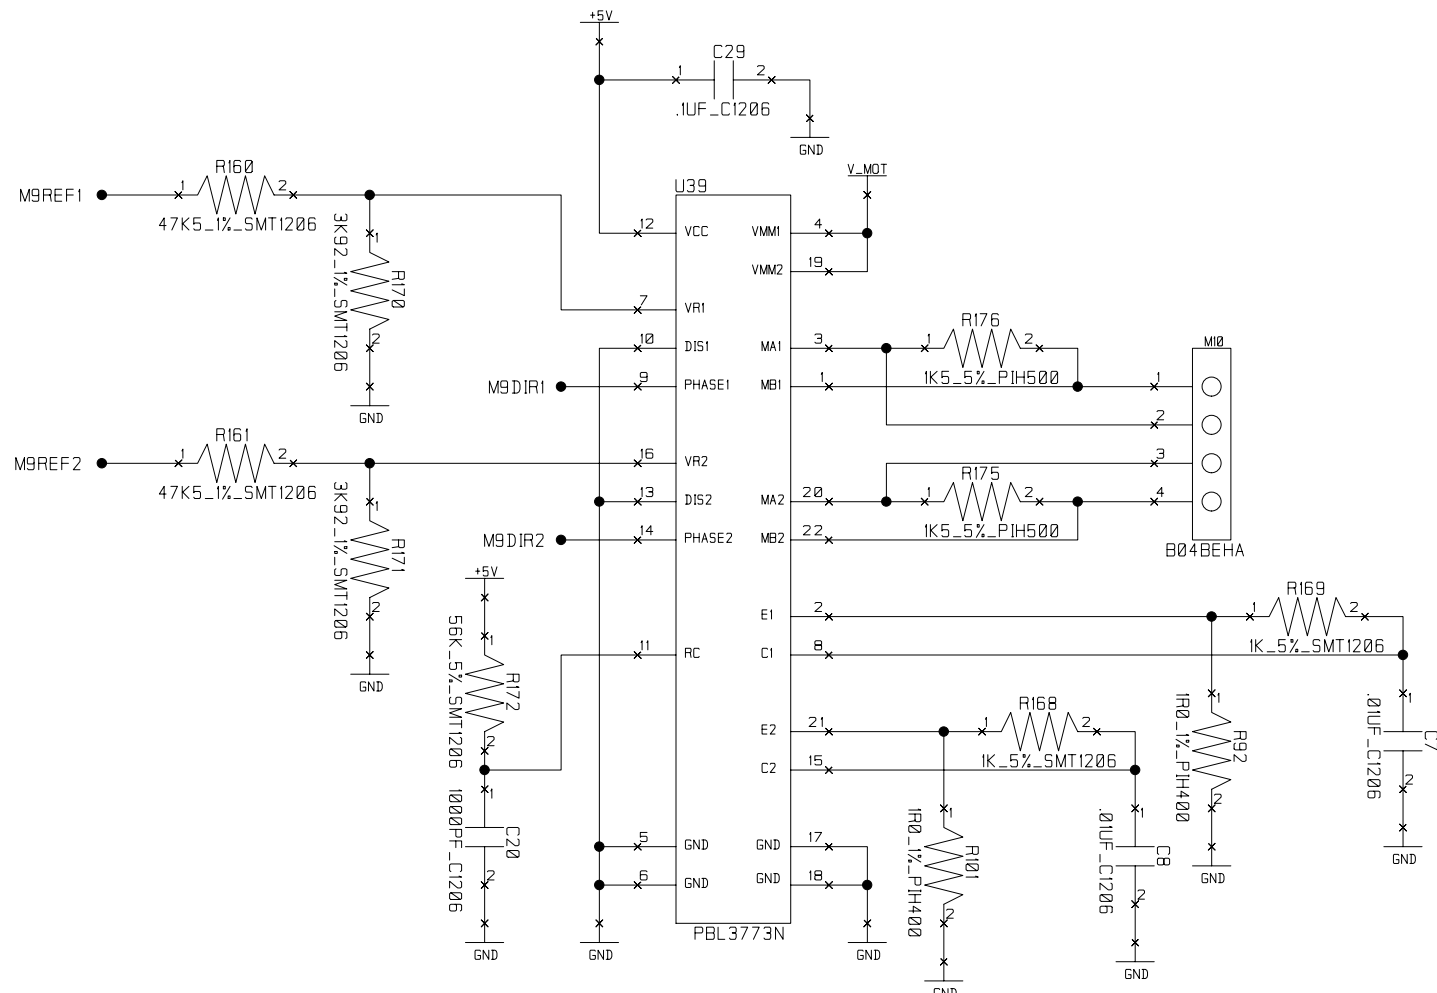 +5V
C29
1 2
.1UF_C1206
GND
R160
M9REF1 1 2
47K5_1%_SMT1206
3K92_1%_SMT1206
1
R170
2
GND
R161
M9REF2 1 2
47K5_1%_SMT1206
3K92_1%_SMT1206
1
R171
2
GND
V_MOT
U39
12 VCC VMM1 4
VMM2 19
7 VR1
10 DIS1 MA1 3
M9DIR1 9 PHASE1 MB1 1
16 VR2
13 DIS2 MA2 20
M9DIR2 14 PHASE2 MB2 22
E1 2
11 RC C1 8
E2 21
C2 15
5 GND GND 17
6 GND GND 18
PBL3773N
GND
GND
+5V
56K_5%_SMT1206
1
R172
2
1000PF_C1206
1
C20
2
GND
R176
1 2
1K5_5%_PIH500
R175
1 2
1K5_5%_PIH500
M10
1
2
3
4
B04BEHA
R169
1 2
1K_5%_SMT1206
R168
1 2
1K_5%_SMT1206
1R0_1%_PIH400
1
R101
2
GND
.01UF_C1206
1
C8
2
GND
1R0_1%_PIH400
1
R92
2
GND
.01UF_C1206
1
C7
2
GND